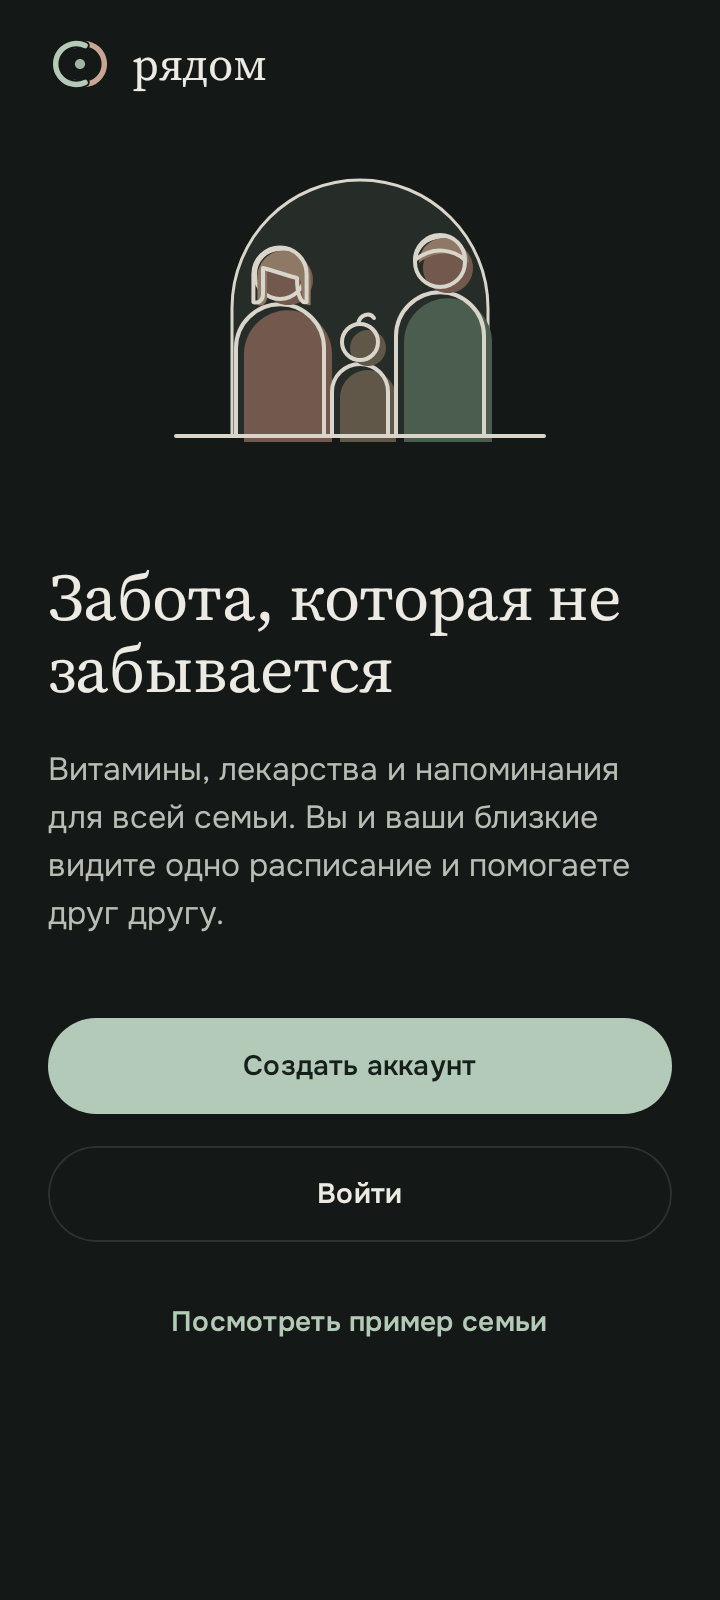 рядом
Забота, которая не
забывается
Витамины, лекарства и напоминания
для всей семьи. Вы и ваши близкие
видите одно расписание и помогаете
друг другу.
Создать аккаунт
Войти
Посмотреть пример семьи